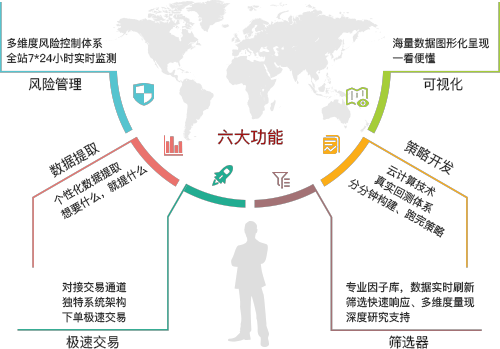 多维度风险控制体系
全站7*24小时实时监测
风险管理
海量数据图形化呈现
一看便懂
可视化
六大功能
数据提取
个性化数据提取
想要什么，就提什么
策略开发
云计算技术
真实回测体系
分分钟构建、跑完策略
对接交易通道
独特系统架构
下单极速交易
极速交易
专业因子库，数据实时刷新
筛选快速响应、多维度量现
深度研究支持
筛选器